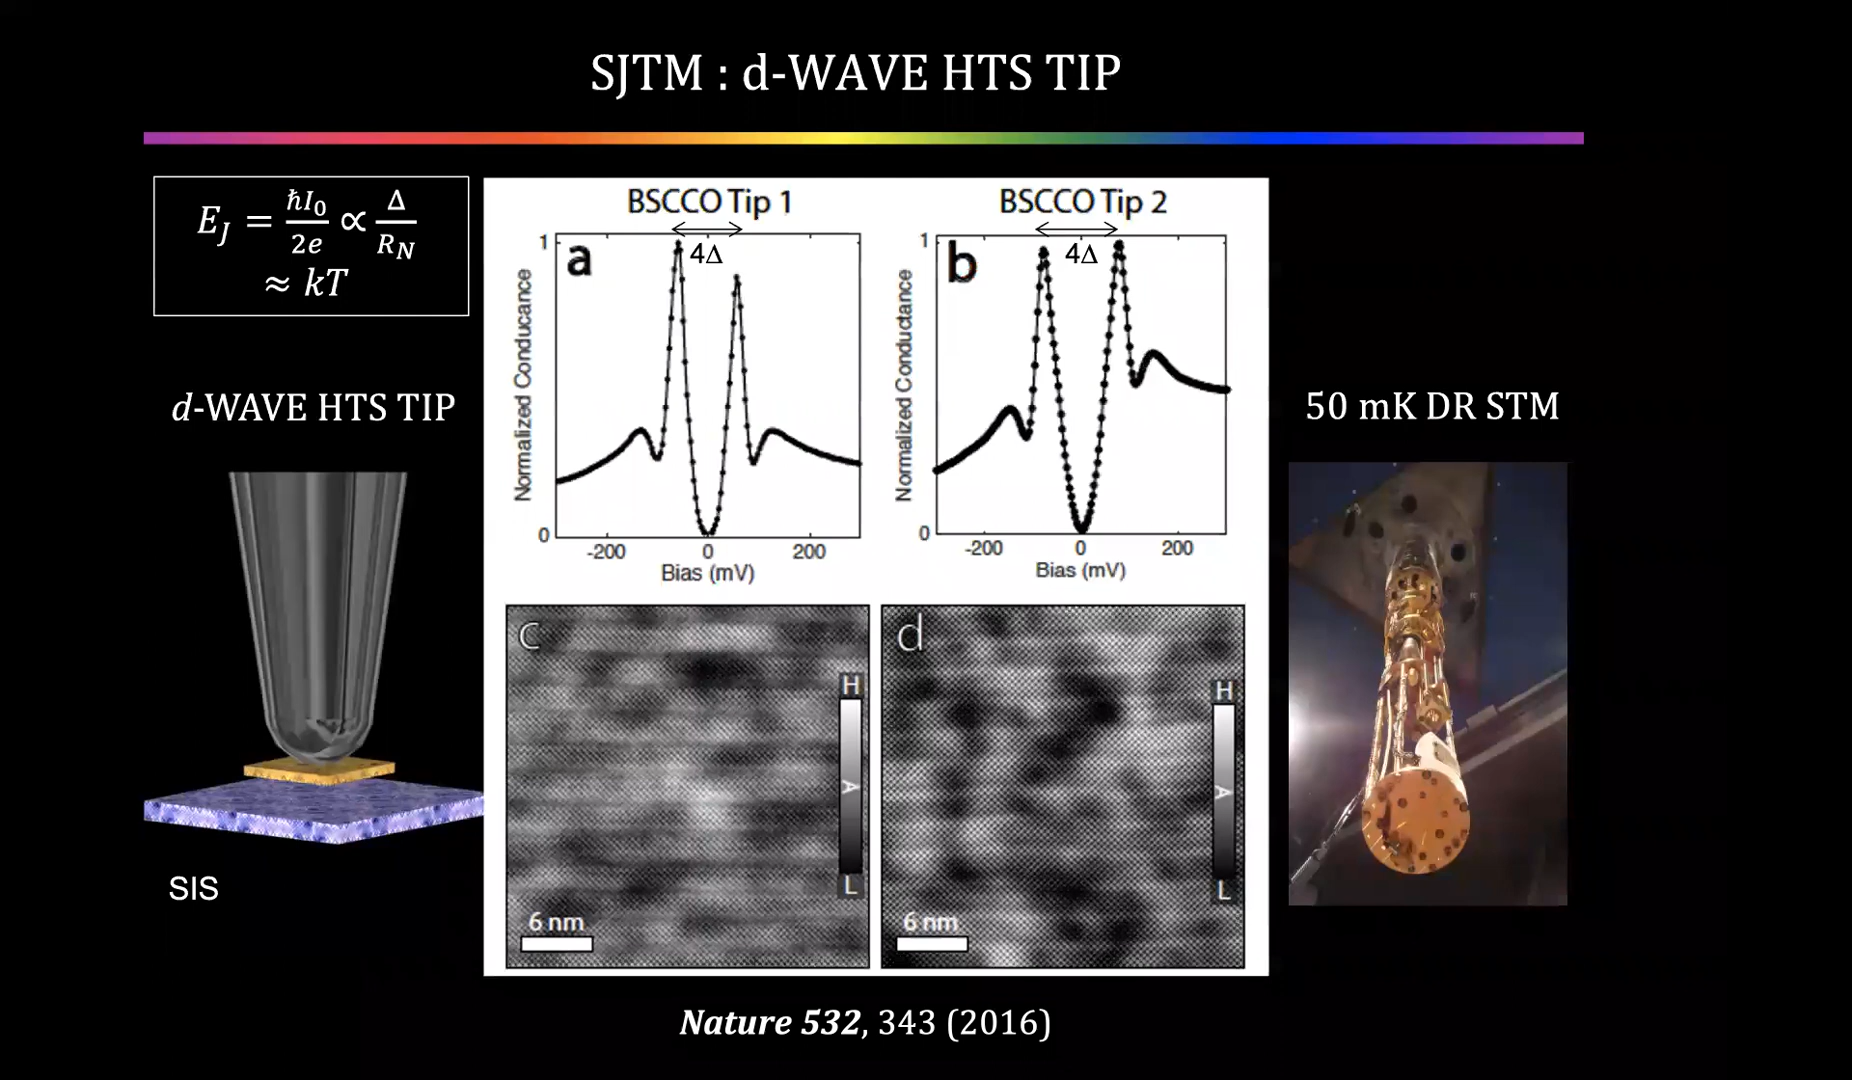 SJTM : d-WAVE HTS TIP
E_J = ℏI₀/2e ∝ Δ/R_N
≈ kT
d-WAVE HTS TIP
SIS
BSCCO Tip 1
4Δ
a
1
0
Normalized Conducance
-200 0 200
Bias (mV)
BSCCO Tip 2
4Δ
b
1
0
Normalized Conductance
-200 0 200
Bias (mV)
c
H
A
L
6 nm
d
H
A
L
6 nm
50 mK DR STM
Nature 532, 343 (2016)